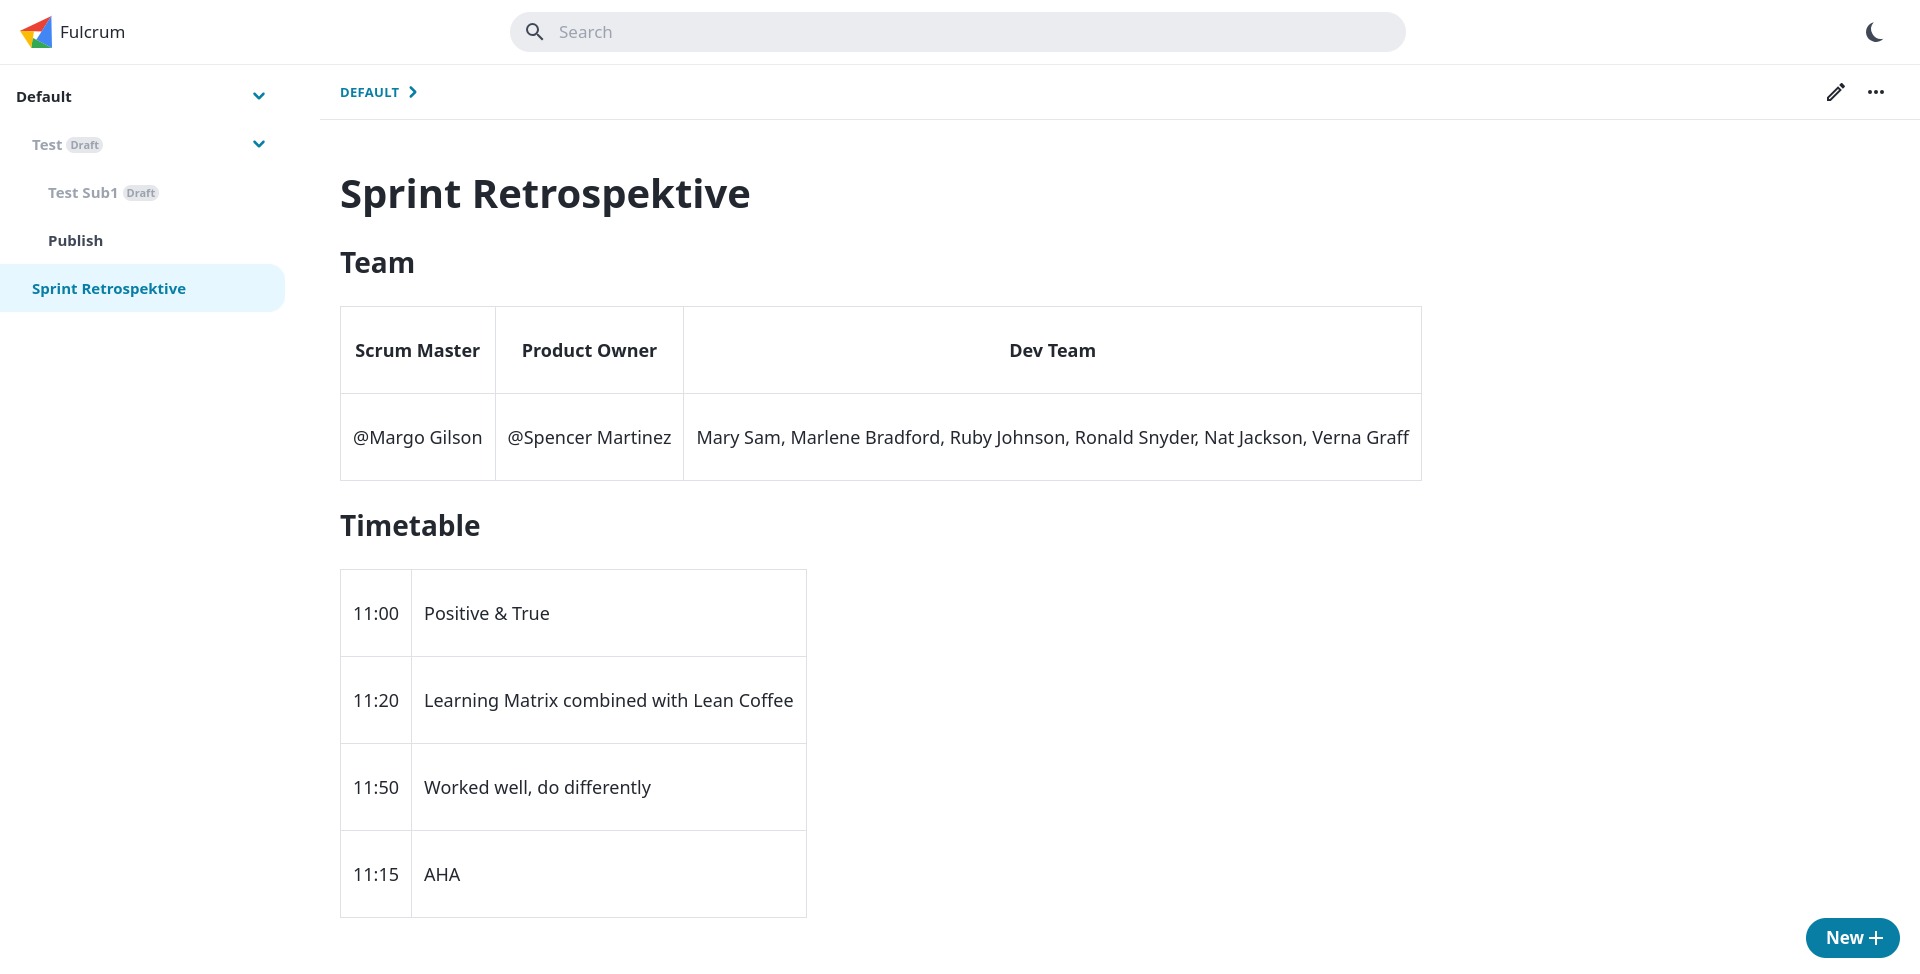 Fulcrum
Search
Default
Test Draft
Test Sub1 Draft
Publish
Sprint Retrospektive
DEFAULT
Sprint Retrospektive
Team
Scrum Master Product Owner Dev Team
@Margo Gilson @Spencer Martinez Mary Sam, Marlene Bradford, Ruby Johnson, Ronald Snyder, Nat Jackson, Verna Graff
Timetable
11:00 Positive & True
11:20 Learning Matrix combined with Lean Coffee
11:50 Worked well, do differently
11:15 AHA
New